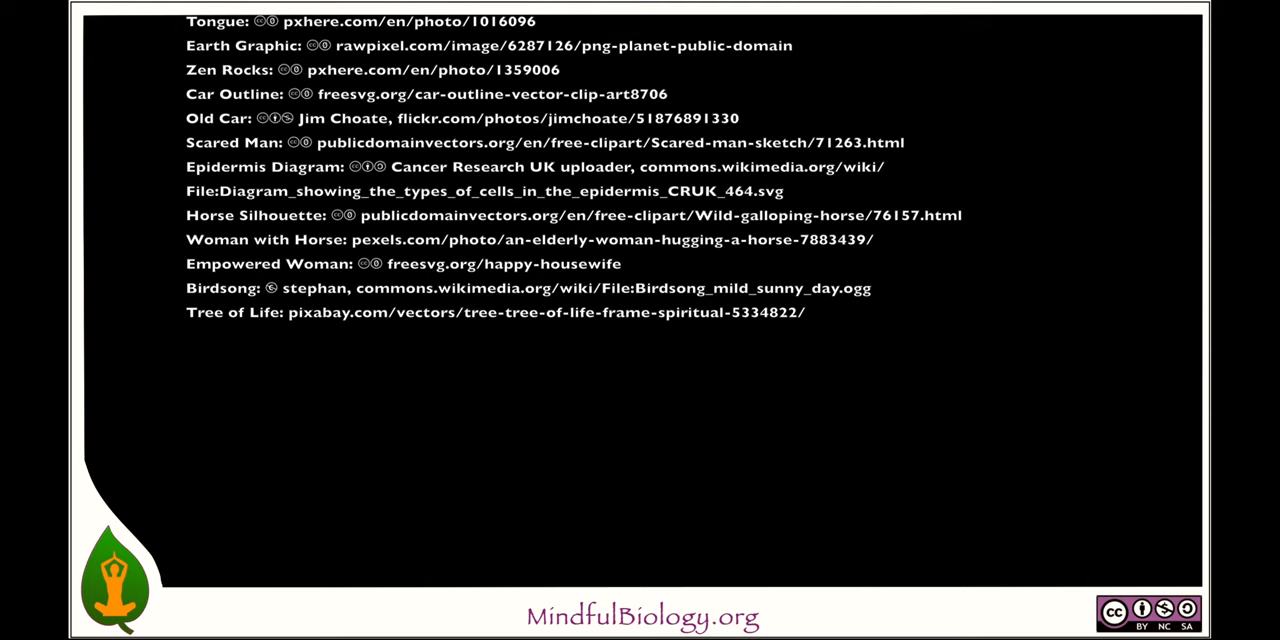 Tongue: pxhere.com/en/photo/1016096
Earth Graphic: rawpixel.com/image/6287126/png-planet-public-domain
Zen Rocks: pxhere.com/en/photo/1359006
Car Outline: freesvg.org/car-outline-vector-clip-art8706
Old Car: Jim Choate, flickr.com/photos/jimchoate/51876891330
Scared Man: publicdomainvectors.org/en/free-clipart/Scared-man-sketch/71263.html
Epidermis Diagram: Cancer Research UK uploader, commons.wikimedia.org/wiki/
File:Diagram_showing_the_types_of_cells_in_the_epidermis_CRUK_464.svg
Horse Silhouette: publicdomainvectors.org/en/free-clipart/Wild-galloping-horse/76157.html
Woman with Horse: pexels.com/photo/an-elderly-woman-hugging-a-horse-7883439/
Empowered Woman: freesvg.org/happy-housewife
Birdsong: stephan, commons.wikimedia.org/wiki/File:Birdsong_mild_sunny_day.ogg
Tree of Life: pixabay.com/vectors/tree-tree-of-life-frame-spiritual-5334822/
MindfulBiology.org
cc
BY NC SA